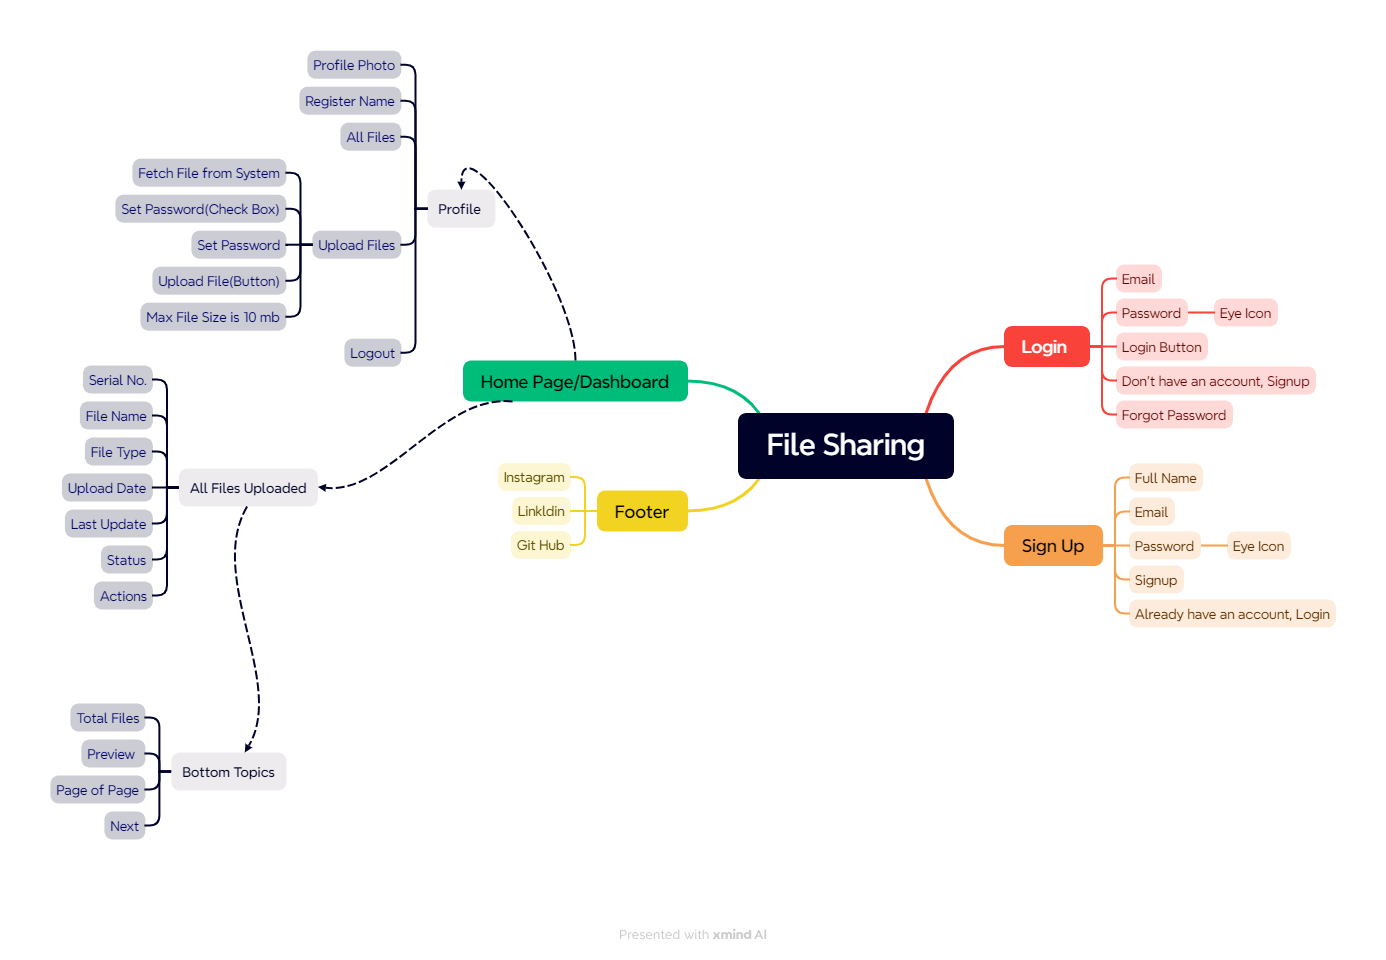 File Sharing
Login
Email
Password
Eye Icon
Login Button
Don't have an account, Signup
Forgot Password
Sign Up
Full Name
Email
Password
Eye Icon
Signup
Already have an account, Login
Home Page/Dashboard
Profile
Profile Photo
Register Name
All Files
Upload Files
Fetch File from System
Set Password(Check Box)
Set Password
Upload File(Button)
Max File Size is 10 mb
Logout
All Files Uploaded
Serial No.
File Name
File Type
Upload Date
Last Update
Status
Actions
Bottom Topics
Total Files
Preview
Page of Page
Next
Footer
Instagram
Linkldin
Git Hub
Presented with xmind AI